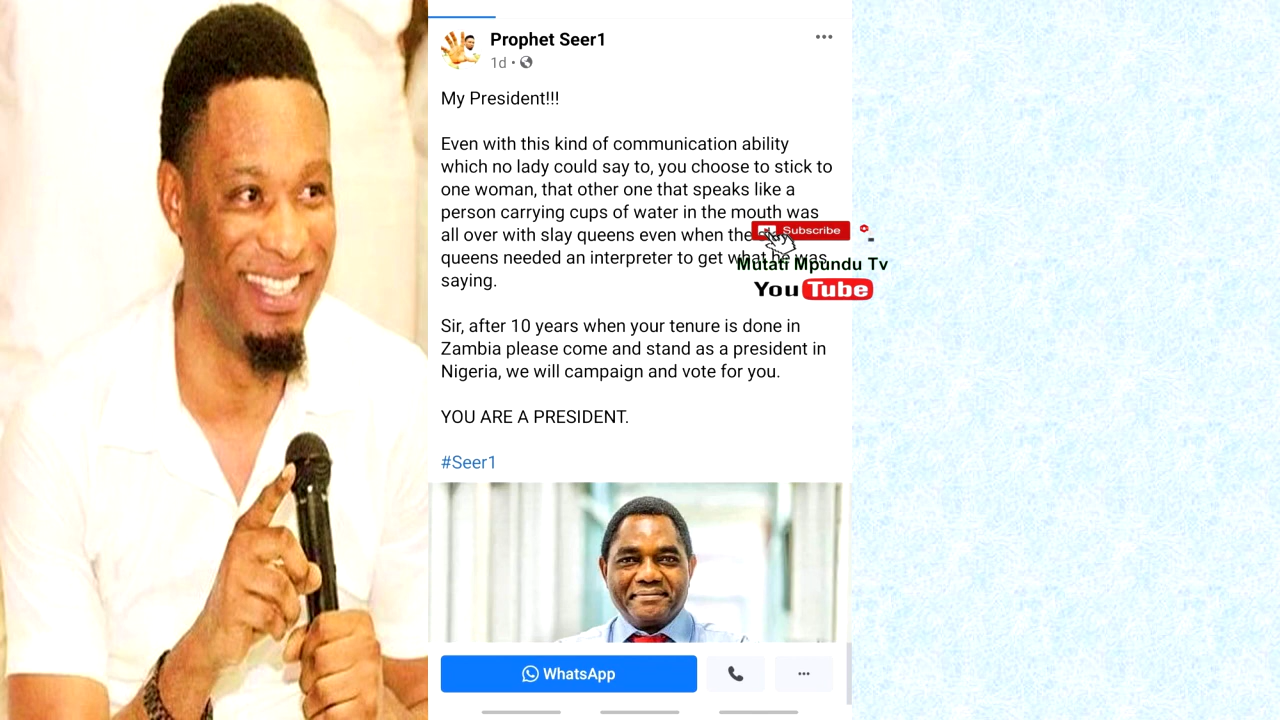 Prophet Seer1
1d
My President!!!
Even with this kind of communication ability
which no lady could say to, you choose to stick to
one woman, that other one that speaks like a
person carrying cups of water in the mouth was
all over with slay queens even when the slay
queens needed an interpreter to get what he was
saying.
Sir, after 10 years when your tenure is done in
Zambia please come and stand as a president in
Nigeria, we will campaign and vote for you.
YOU ARE A PRESIDENT.
#Seer1
WhatsApp
Subscribe
Mutati Mpundu Tv
YouTube